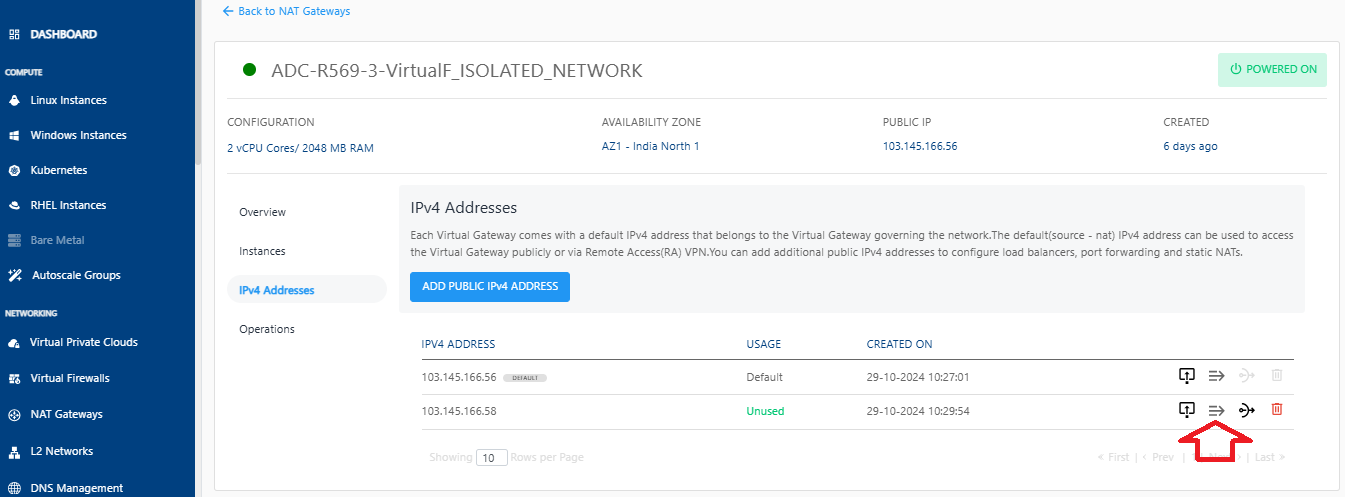 Back to NAT Gateways
DASHBOARD
COMPUTE
Linux Instances
Windows Instances
Kubernetes
RHEL Instances
Bare Metal
Autoscale Groups
NETWORKING
Virtual Private Clouds
Virtual Firewalls
NAT Gateways
L2 Networks
DNS Management
ADC-R569-3-VirtualF_ISOLATED_NETWORK
POWERED ON
CONFIGURATION AVAILABILITY ZONE PUBLIC IP CREATED
2 vCPU Cores/ 2048 MB RAM AZ1 - India North 1 103.145.166.56 6 days ago
Overview
Instances
IPv4 Addresses
Operations
IPv4 Addresses
Each Virtual Gateway comes with a default IPv4 address that belongs to the Virtual Gateway governing the network.The default(source - nat) IPv4 address can be used to access
the Virtual Gateway publicly or via Remote Access(RA) VPN.You can add additional public IPv4 addresses to configure load balancers, port forwarding and static NATs.
ADD PUBLIC IPv4 ADDRESS
IPV4 ADDRESS USAGE CREATED ON
103.145.166.56 DEFAULT Default 29-10-2024 10:27:01
103.145.166.58 Unused 29-10-2024 10:29:54
Showing 10 Rows per Page
« First | ‹ Prev | | Last »